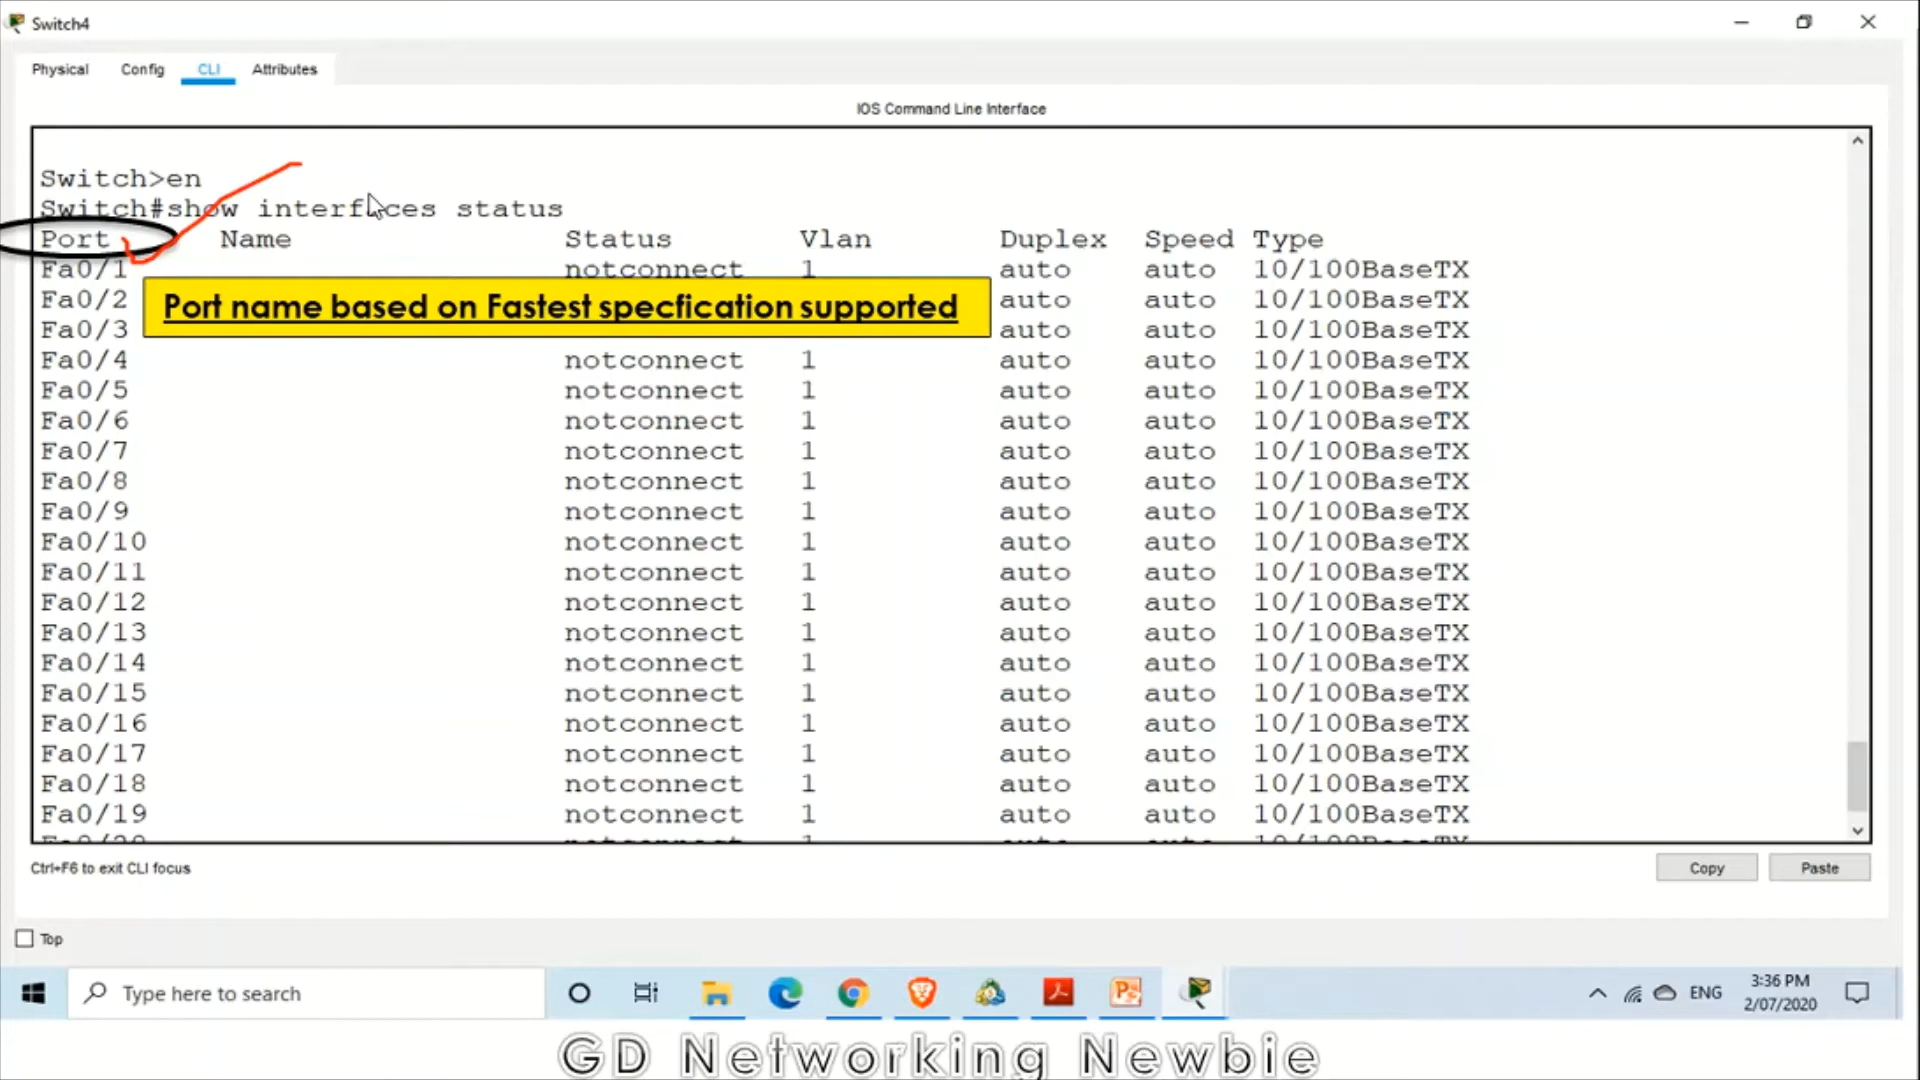 Switch4
Physical Config CLI Attributes
IOS Command Line Interface
Switch>en
Switch#show interfaces status
Port Name Status Vlan Duplex Speed Type
Fa0/1 notconnect 1 auto auto 10/100BaseTX
Fa0/2 auto auto 10/100BaseTX
Port name based on Fastest specfication supported
Fa0/3 auto auto 10/100BaseTX
Fa0/4 notconnect 1 auto auto 10/100BaseTX
Fa0/5 notconnect 1 auto auto 10/100BaseTX
Fa0/6 notconnect 1 auto auto 10/100BaseTX
Fa0/7 notconnect 1 auto auto 10/100BaseTX
Fa0/8 notconnect 1 auto auto 10/100BaseTX
Fa0/9 notconnect 1 auto auto 10/100BaseTX
Fa0/10 notconnect 1 auto auto 10/100BaseTX
Fa0/11 notconnect 1 auto auto 10/100BaseTX
Fa0/12 notconnect 1 auto auto 10/100BaseTX
Fa0/13 notconnect 1 auto auto 10/100BaseTX
Fa0/14 notconnect 1 auto auto 10/100BaseTX
Fa0/15 notconnect 1 auto auto 10/100BaseTX
Fa0/16 notconnect 1 auto auto 10/100BaseTX
Fa0/17 notconnect 1 auto auto 10/100BaseTX
Fa0/18 notconnect 1 auto auto 10/100BaseTX
Fa0/19 notconnect 1 auto auto 10/100BaseTX
Ctrl+F6 to exit CLI focus
Copy Paste
Top
Type here to search
ENG
3:36 PM
2/07/2020
GD Networking Newbie